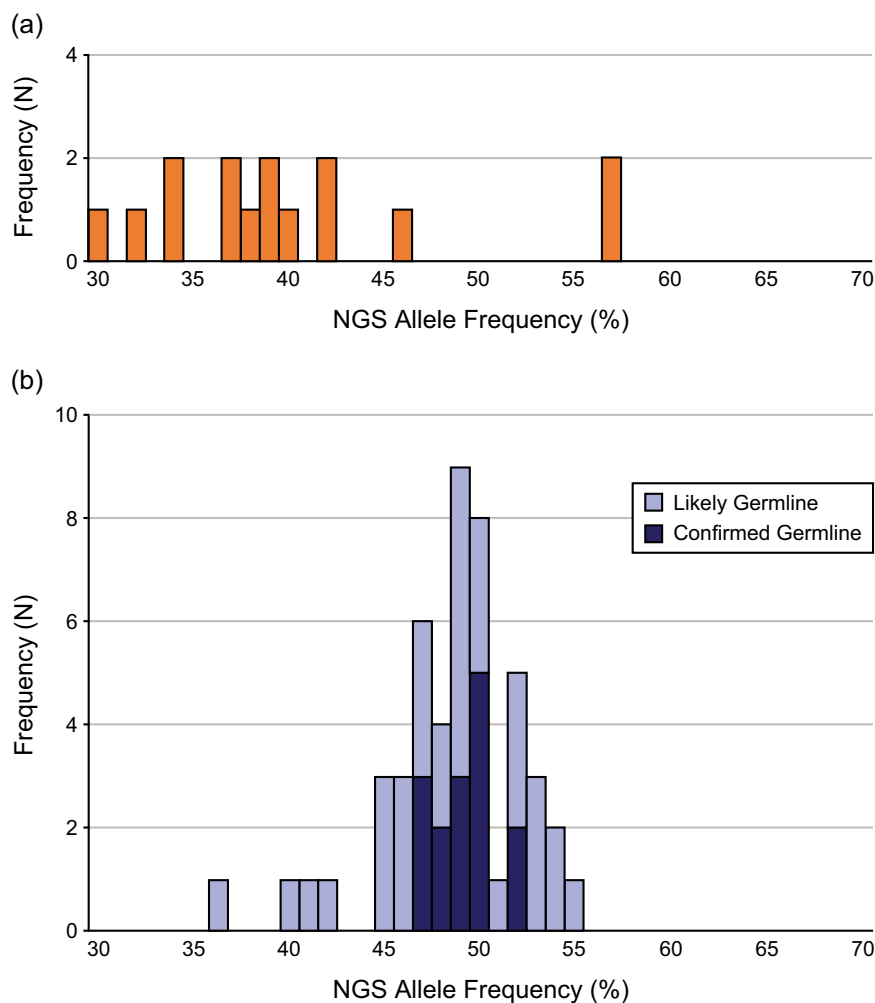 (a)
4
2
0
Frequency (N)
30 35 40 45 50 55 60 65 70
NGS Allele Frequency (%)
(b)
10
8
6
4
2
0
Frequency (N)
Likely Germline
Confirmed Germline
30 35 40 45 50 55 60 65 70
NGS Allele Frequency (%)